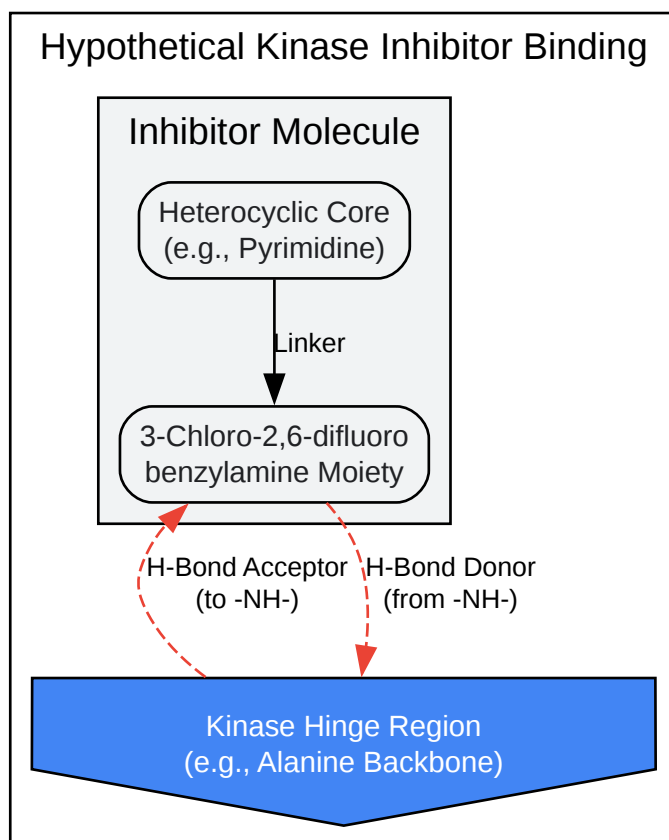 Hypothetical Kinase Inhibitor Binding
Inhibitor Molecule
Heterocyclic Core
(e.g., Pyrimidine)
Linker
3-Chloro-2,6-difluoro
benzylamine Moiety
H-Bond Acceptor
(to -NH-)
H-Bond Donor
(from -NH-)
Kinase Hinge Region
(e.g., Alanine Backbone)